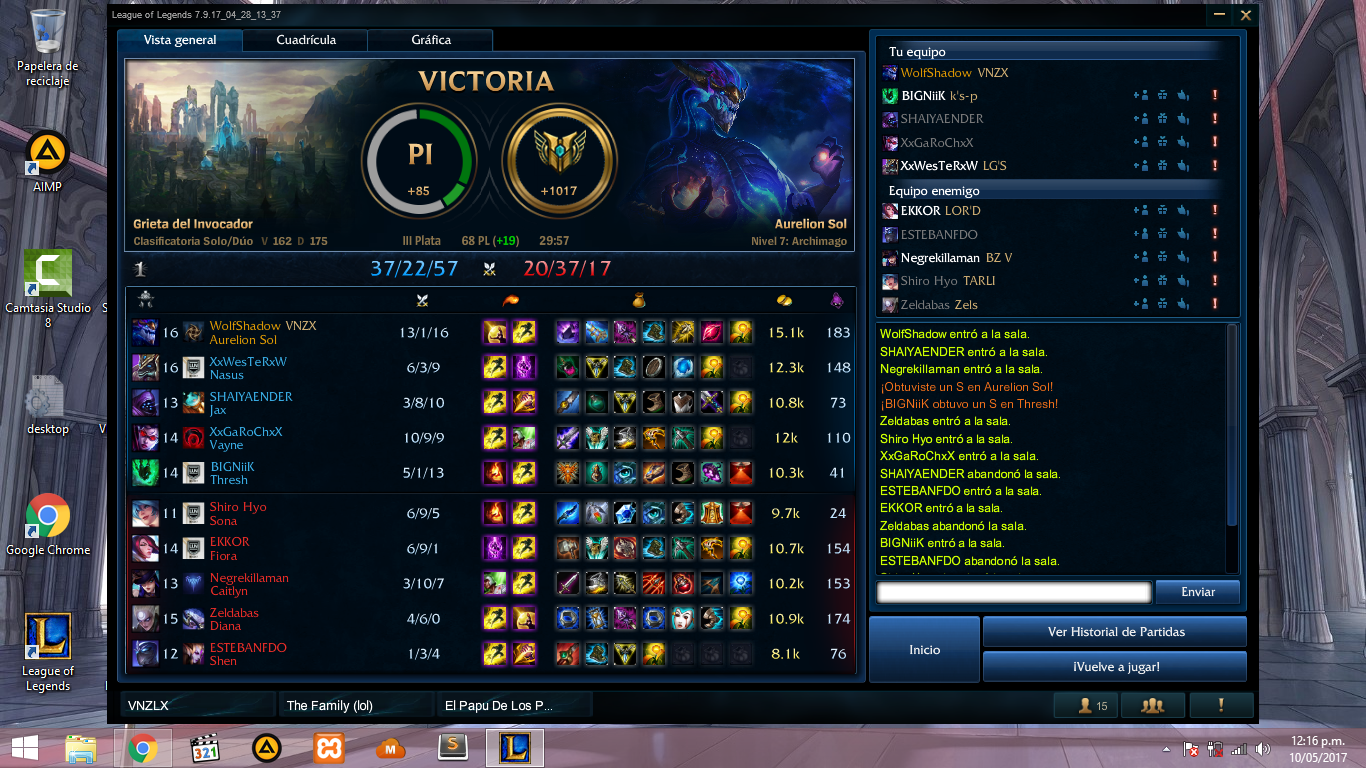 Papelera de
reciclaje
AIMP
Camtasia Studio
8
S
desktop
V
Google Chrome
League of
Legends
League of Legends 7.9.17_04_28_13_37
Vista general
Cuadrícula
Gráfica
VICTORIA
PI
+85
+1017
Grieta del Invocador
Aurelion Sol
Clasificatoria Solo/Dúo V 162 D 175
III Plata
68 PL (+19)
29:57
Nivel 7: Archimago
1
37/22/57
20/37/17
16 WolfShadow VNZX 13/1/16 15.1k 183
Aurelion Sol
16 XxWesTeRxW 6/3/9 12.3k 148
Nasus
13 SHAIYAENDER 3/8/10 10.8k 73
Jax
14 XxGaRoChxX 10/9/9 12k 110
Vayne
14 BIGNiiK 5/1/13 10.3k 41
Thresh
11 Shiro Hyo 6/9/5 9.7k 24
Sona
14 EKKOR 6/9/1 10.7k 154
Fiora
13 Negrekillaman 3/10/7 10.2k 153
Caitlyn
15 Zeldabas 4/6/0 10.9k 174
Diana
12 ESTEBANFDO 1/3/4 8.1k 76
Shen
Tu equipo
WolfShadow VNZX
BIGNiiK k's-p
SHAIYAENDER
XxGaRoChxX
XxWesTeRxW LG'S
Equipo enemigo
EKKOR LOR'D
ESTEBANFDO
Negrekillaman BZ V
Shiro Hyo TARLI
Zeldabas Zels
WolfShadow entró a la sala.
SHAIYAENDER entró a la sala.
Negrekillaman entró a la sala.
¡Obtuviste un S en Aurelion Sol!
¡BIGNiiK obtuvo un S en Thresh!
Zeldabas entró a la sala.
Shiro Hyo entró a la sala.
XxGaRoChxX entró a la sala.
SHAIYAENDER abandonó la sala.
ESTEBANFDO entró a la sala.
EKKOR entró a la sala.
Zeldabas abandonó la sala.
BIGNiiK entró a la sala.
ESTEBANFDO abandonó la sala.
Enviar
Inicio
Ver Historial de Partidas
¡Vuelve a jugar!
VNZLX
The Family (lol)
El Papu De Los P...
15
321
12:16 p.m.
10/05/2017